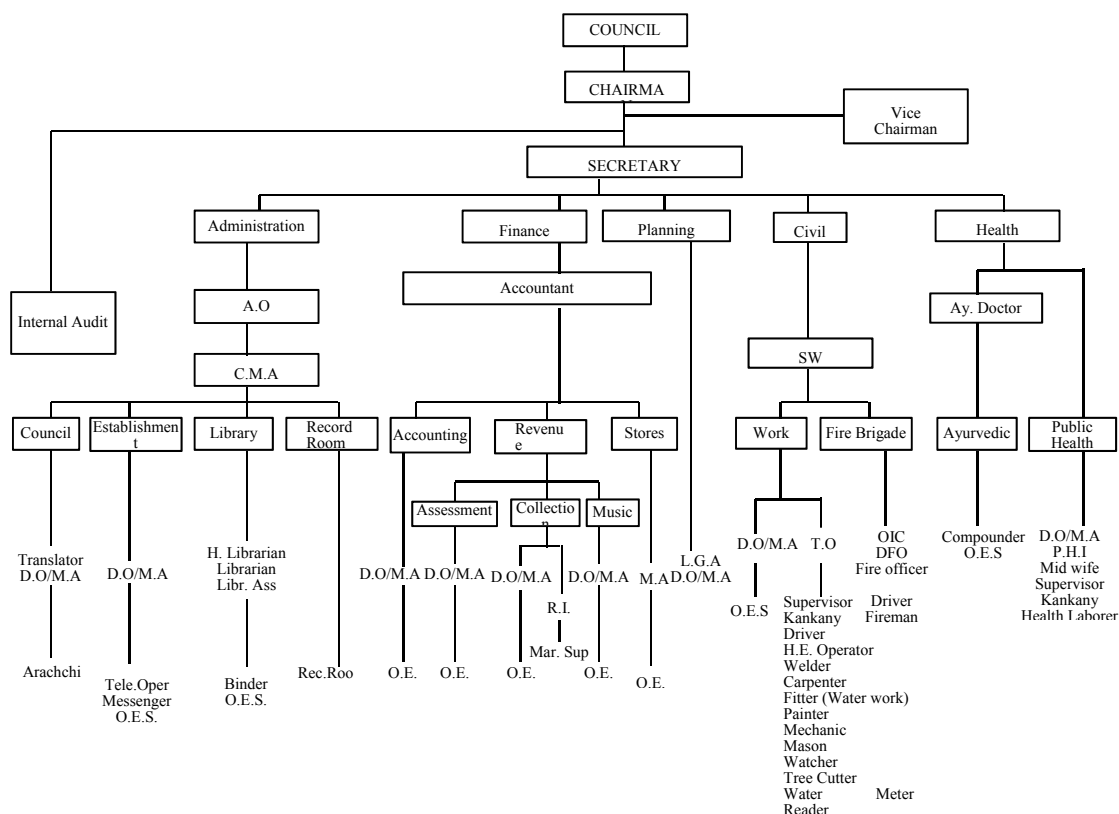 COUNCIL
CHAIRMA
Vice
Chairman
SECRETARY
Administration
Finance
Planning
Civil
Health
Accountant
Internal Audit
A.O
Ay. Doctor
SW
C.M.A
Council
Establishmen
t
Library
Record
Room
Accounting
Revenu
e
Stores
Work
Fire Brigade
Ayurvedic
Public
Health
Assessment
Collectio
n
Music
Translator
D.O/M.A
D.O/M.A
H. Librarian
Librarian
Libr. Ass
D.O/M.A
D.O/M.A
D.O/M.A
R.I.
D.O/M.A
M.A
L.G.A
D.O/M.A
D.O/M.A
T.O
OIC
DFO
Fire officer
Compounder
O.E.S
D.O/M.A
P.H.I
Mid wife
Supervisor
Kankany
Health Laborer
O.E.S
Supervisor
Kankany
Driver
H.E. Operator
Welder
Carpenter
Fitter (Water work)
Painter
Mechanic
Mason
Watcher
Tree Cutter
Water Meter
Reader
Driver
Fireman
Arachchi
Tele.Oper
Messenger
O.E.S.
Binder
O.E.S.
Rec.Roo
O.E.
O.E.
O.E.
Mar. Sup
O.E.
O.E.